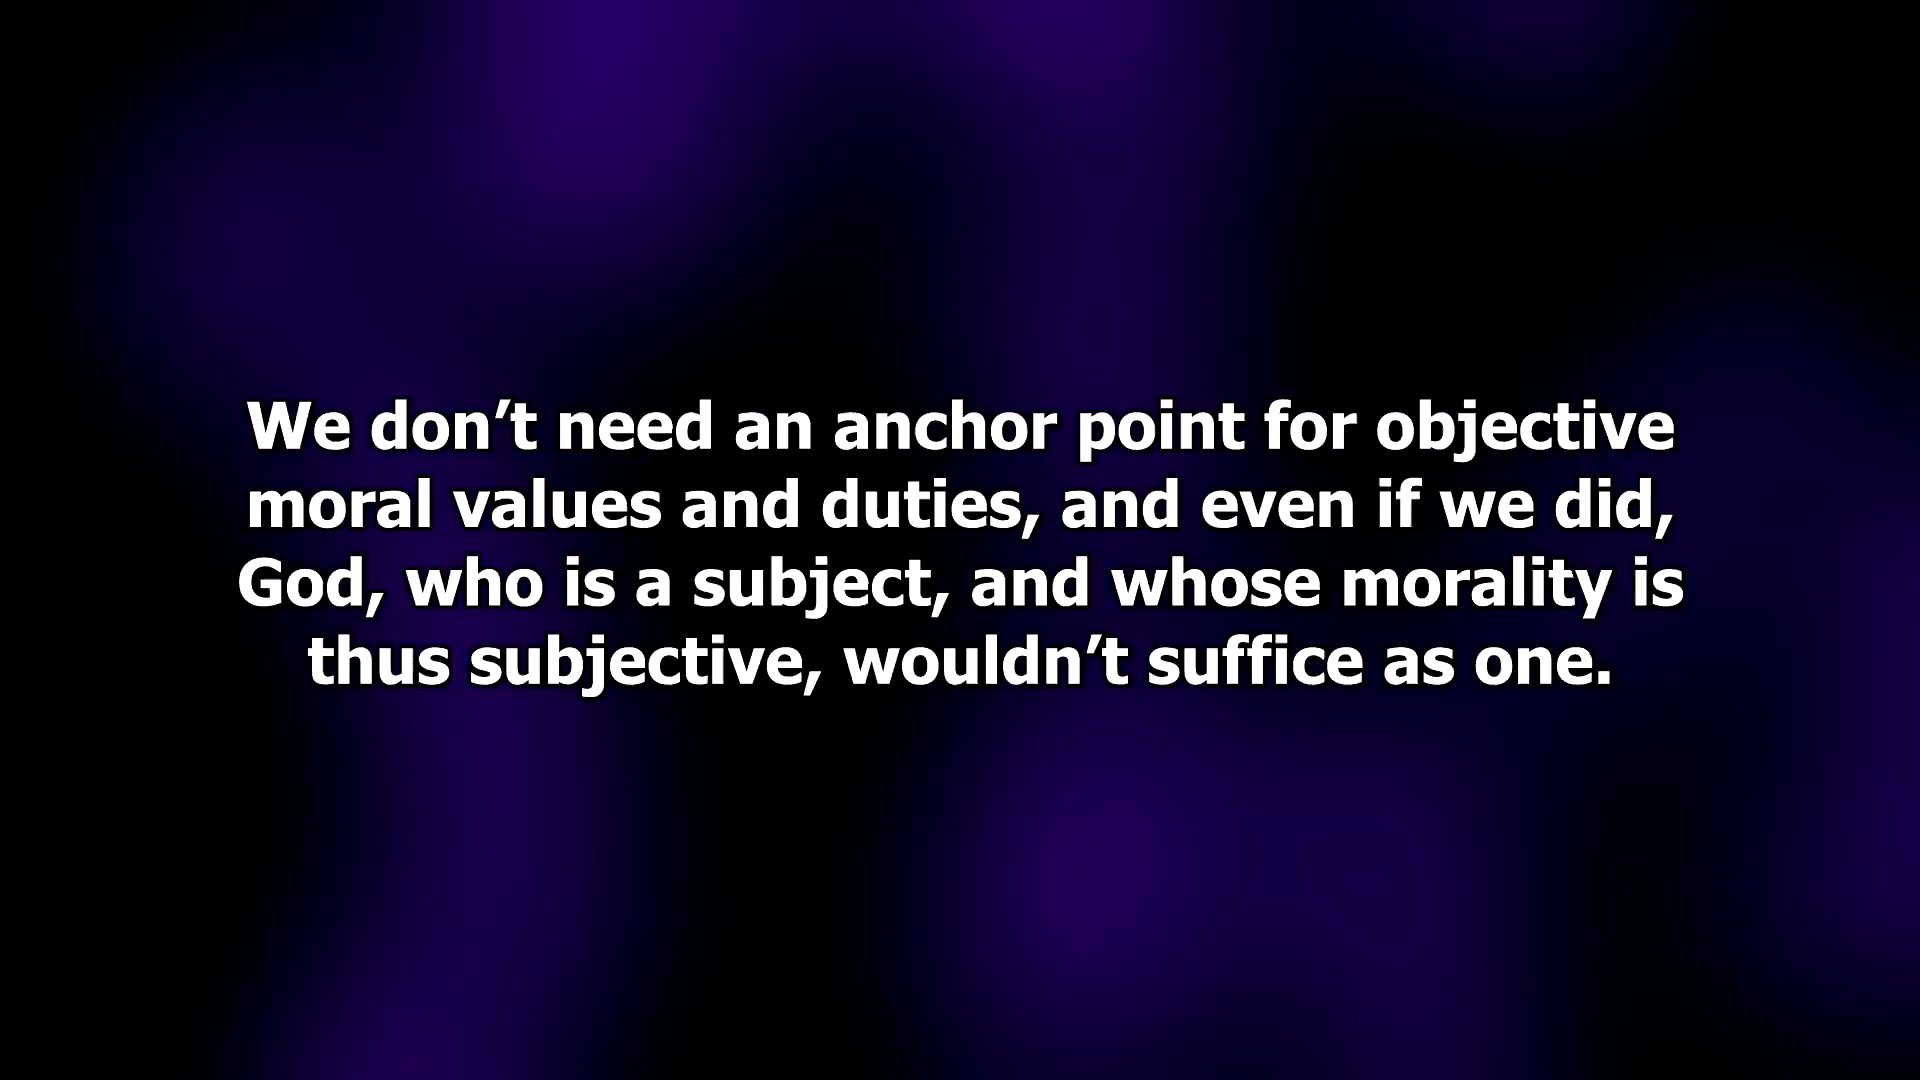 We don’t need an anchor point for objective
moral values and duties, and even if we did,
God, who is a subject, and whose morality is
thus subjective, wouldn’t suffice as one.